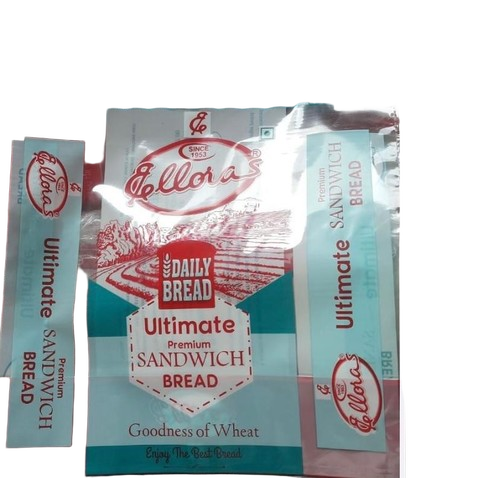 Ellora's
Ultimate
Premium
SANDWICH
BREAD
SINCE
1953
Ellora's
®
DAILY
BREAD
Ultimate
Premium
SANDWICH
BREAD
Goodness of Wheat
Enjoy The Best Bread
Premium
SANDWICH
BREAD
Ultimate
Ellora's